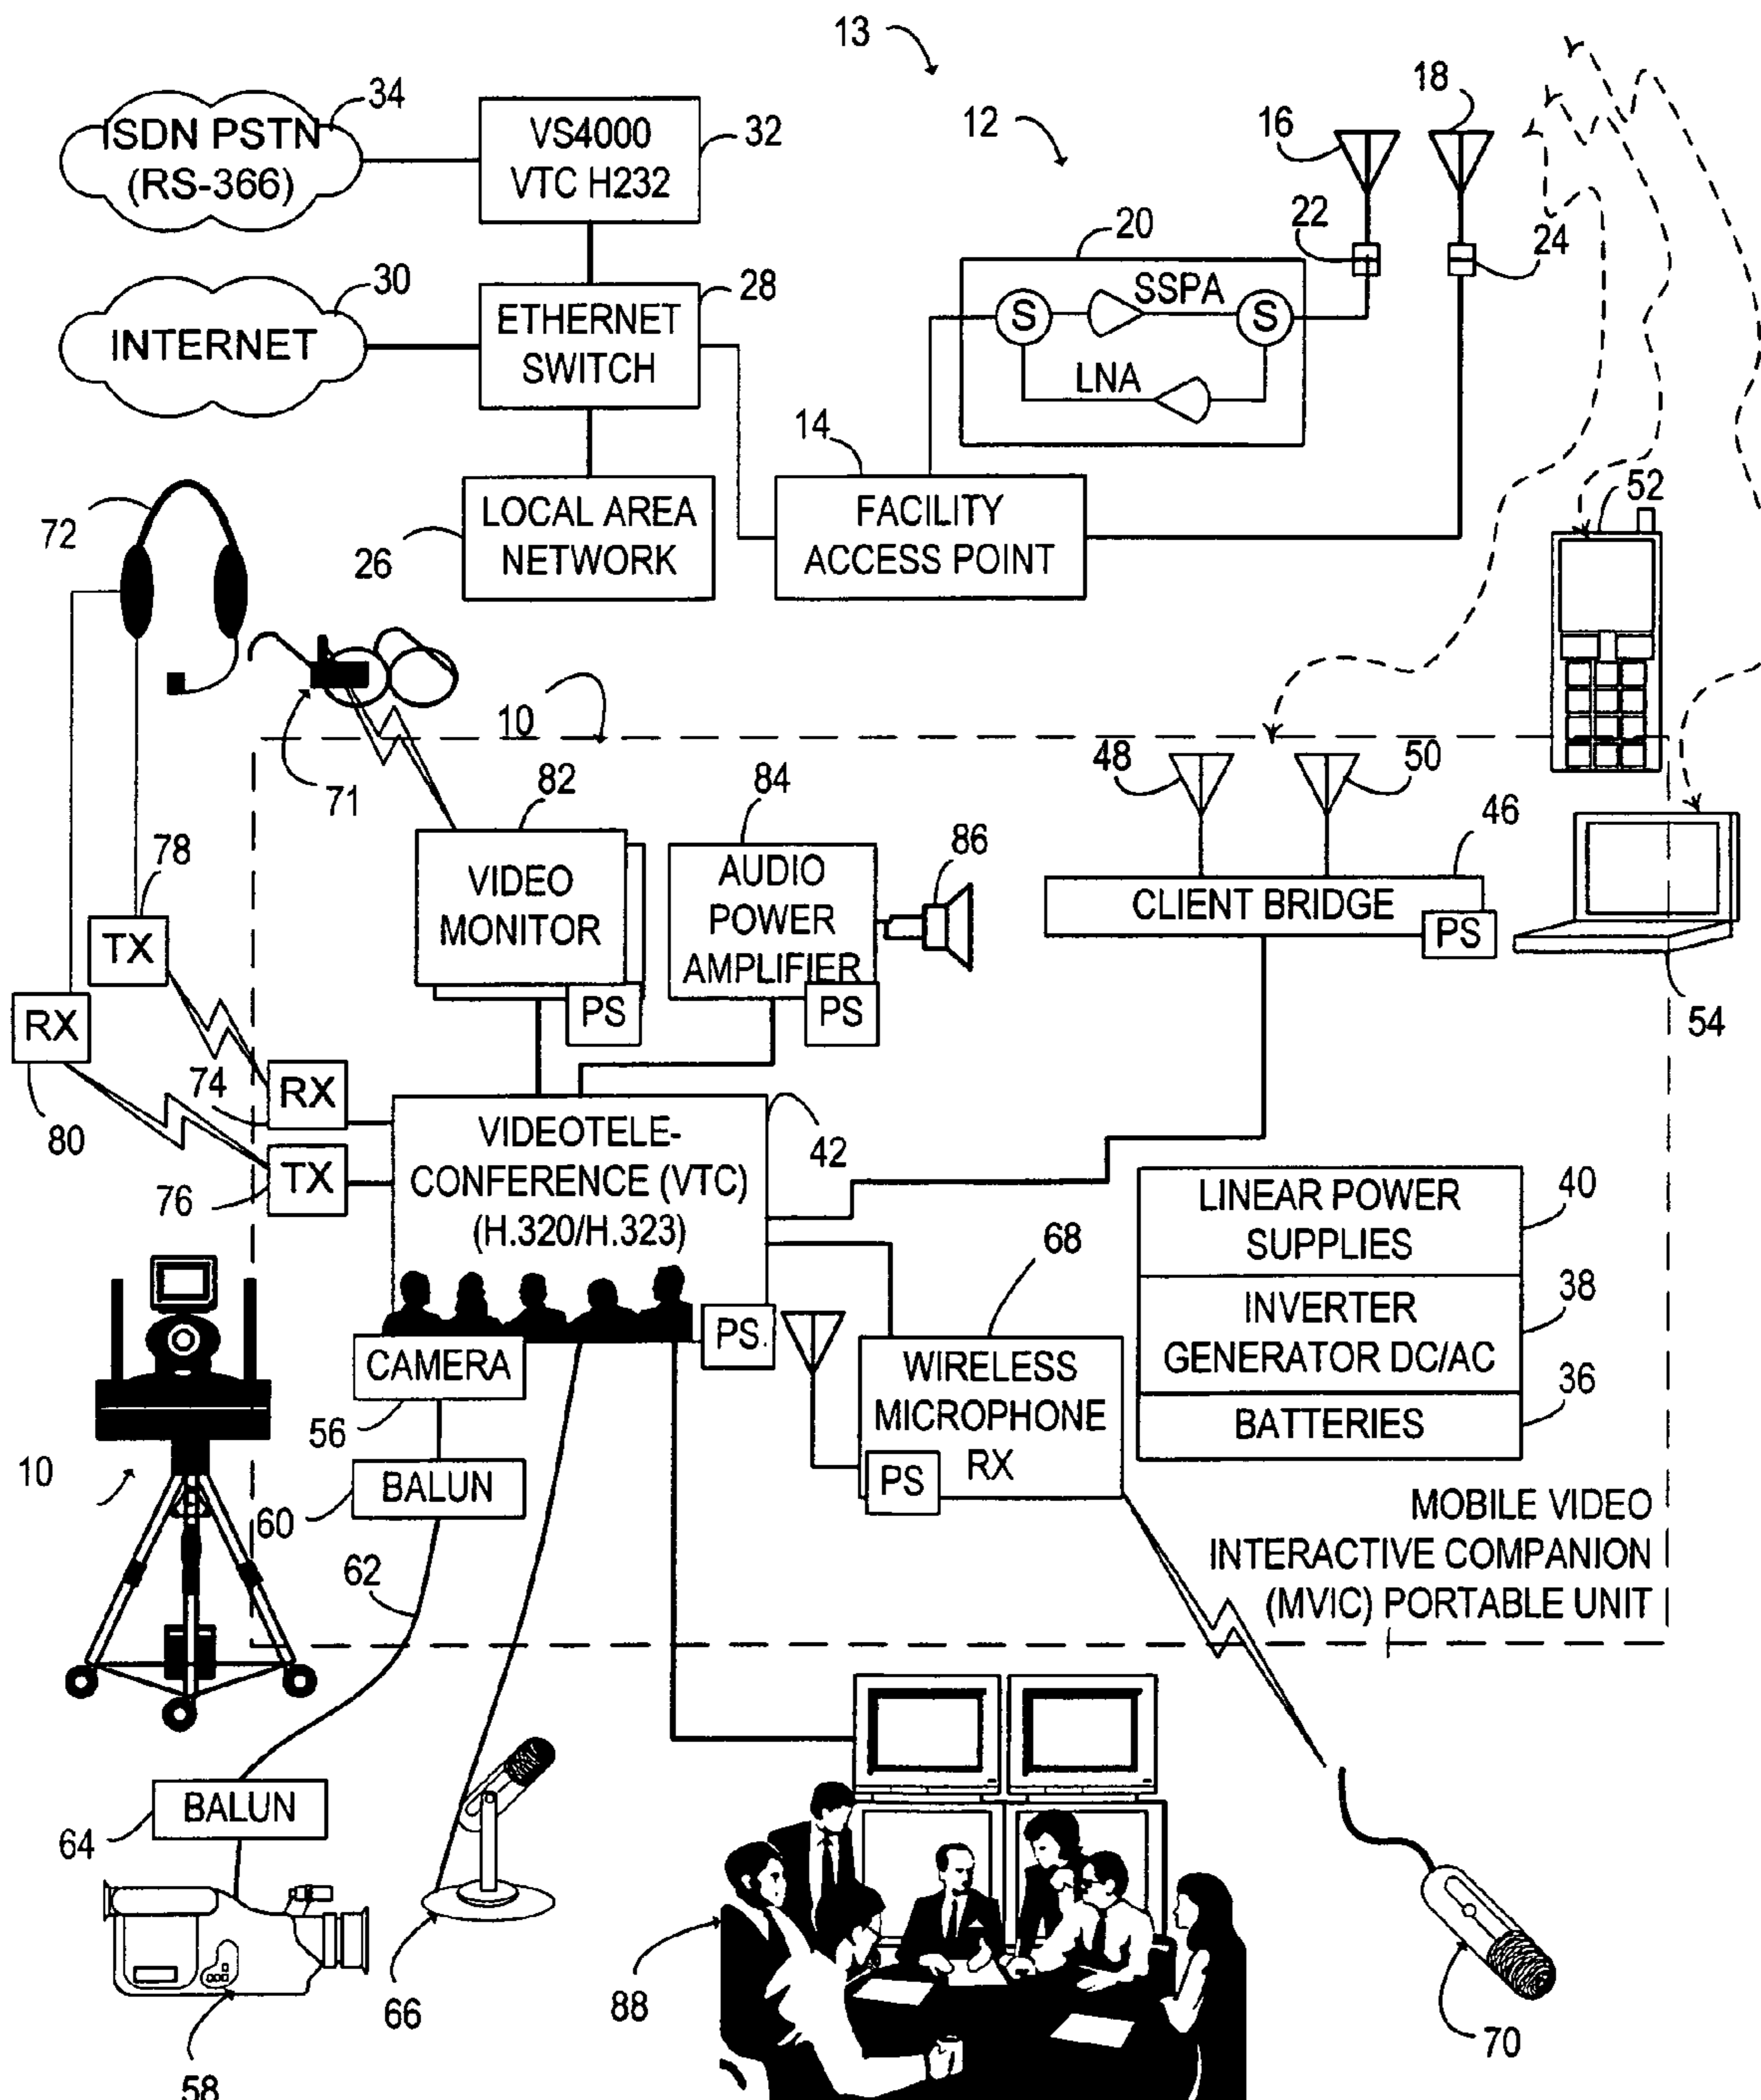 13
34
ISDN PSTN
(RS-366)
VS4000
VTC H232
32
12
16
18
22
24
20
SSPA
S
S
LNA
30
INTERNET
28
ETHERNET
SWITCH
14
FACILITY
ACCESS POINT
LOCAL AREA
NETWORK
26
72
52
71
10
82
VIDEO
MONITOR
PS
84
AUDIO
POWER
AMPLIFIER
PS
86
48
50
46
CLIENT BRIDGE
PS
54
78
TX
RX
80
74
RX
TX
76
VIDEOTELE-
CONFERENCE (VTC)
(H.320/H.323)
42
PS
CAMERA
56
BALUN
60
62
10
68
WIRELESS
MICROPHONE
RX
PS
LINEAR POWER
SUPPLIES
40
INVERTER
GENERATOR DC/AC
38
BATTERIES
36
MOBILE VIDEO
INTERACTIVE COMPANION
(MVIC) PORTABLE UNIT
BALUN
64
58
66
88
70